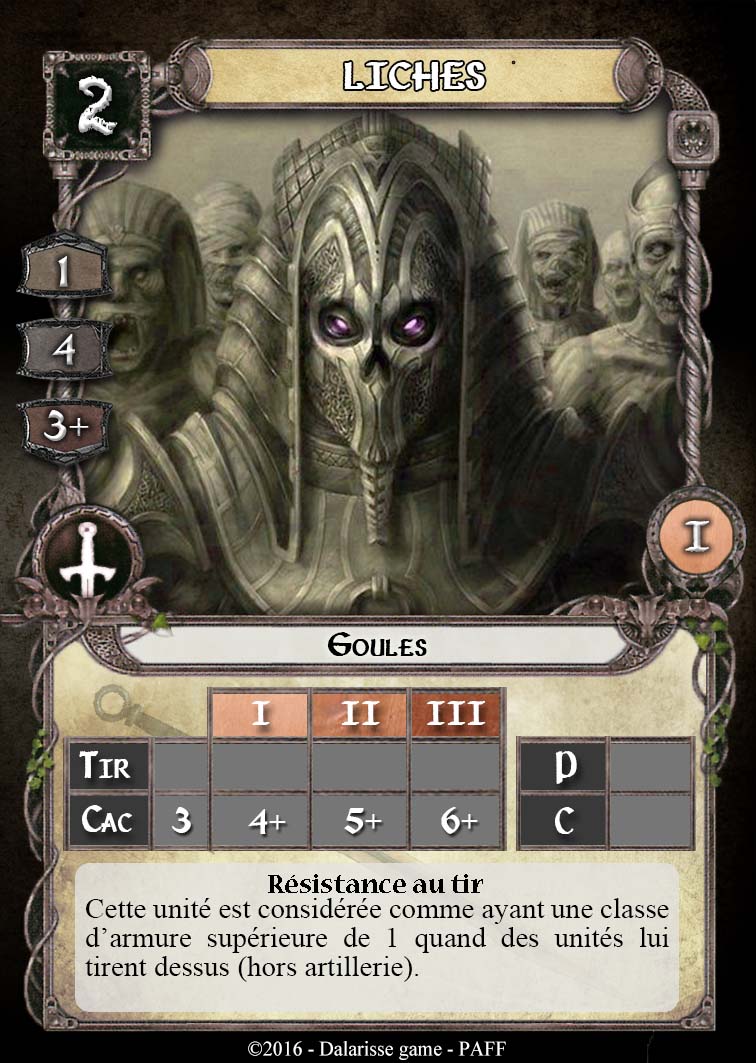 LICHES
2
1
4
3+
I
GOULES
I II III
TIR
CAC 3 4+ 5+ 6+
P
C
Résistance au tir
Cette unité est considérée comme ayant une classe
d’armure supérieure de 1 quand des unités lui
tirent dessus (hors artillerie).
©2016 - Dalarisse game - PAFF